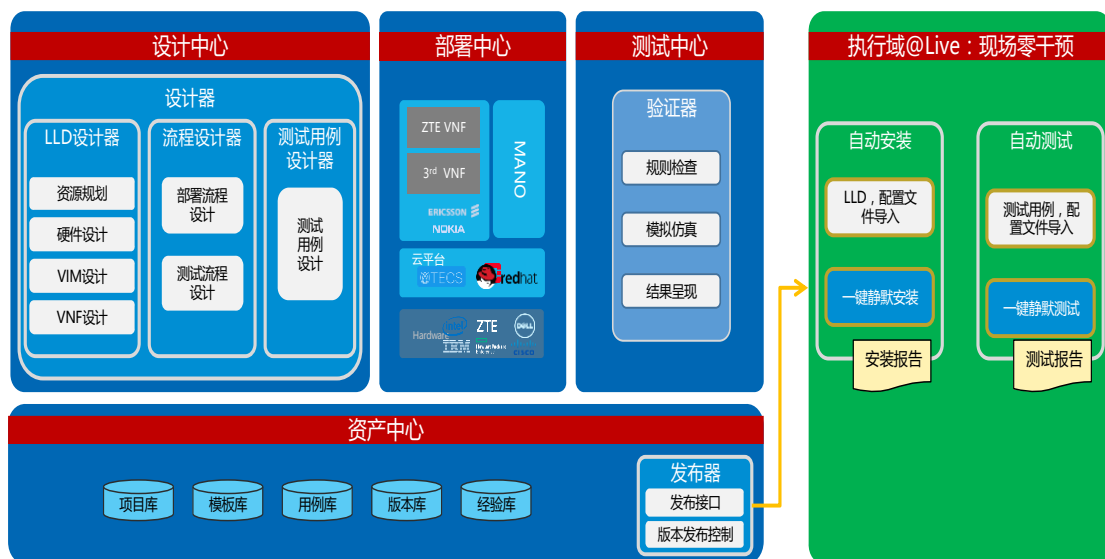 设计中心
设计器
LLD设计器
资源规划
硬件设计
VIM设计
VNF设计
流程设计器
部署流程
设计
测试流程
设计
测试用例
设计器
测试
用例
设计
部署中心
ZTE VNF
3rd VNF
ERICSSON
NOKIA
MANO
云平台
TECS
redhat
Hardware
intel
ZTE
DELL
IBM
CISCO
测试中心
验证器
规则检查
模拟仿真
结果呈现
执行域@Live：现场零干预
自动安装
LLD，配置文
件导入
一键静默安装
安装报告
自动测试
测试用例，配
置文件导入
一键静默测试
测试报告
资产中心
项目库
模板库
用例库
版本库
经验库
发布器
发布接口
版本发布控制